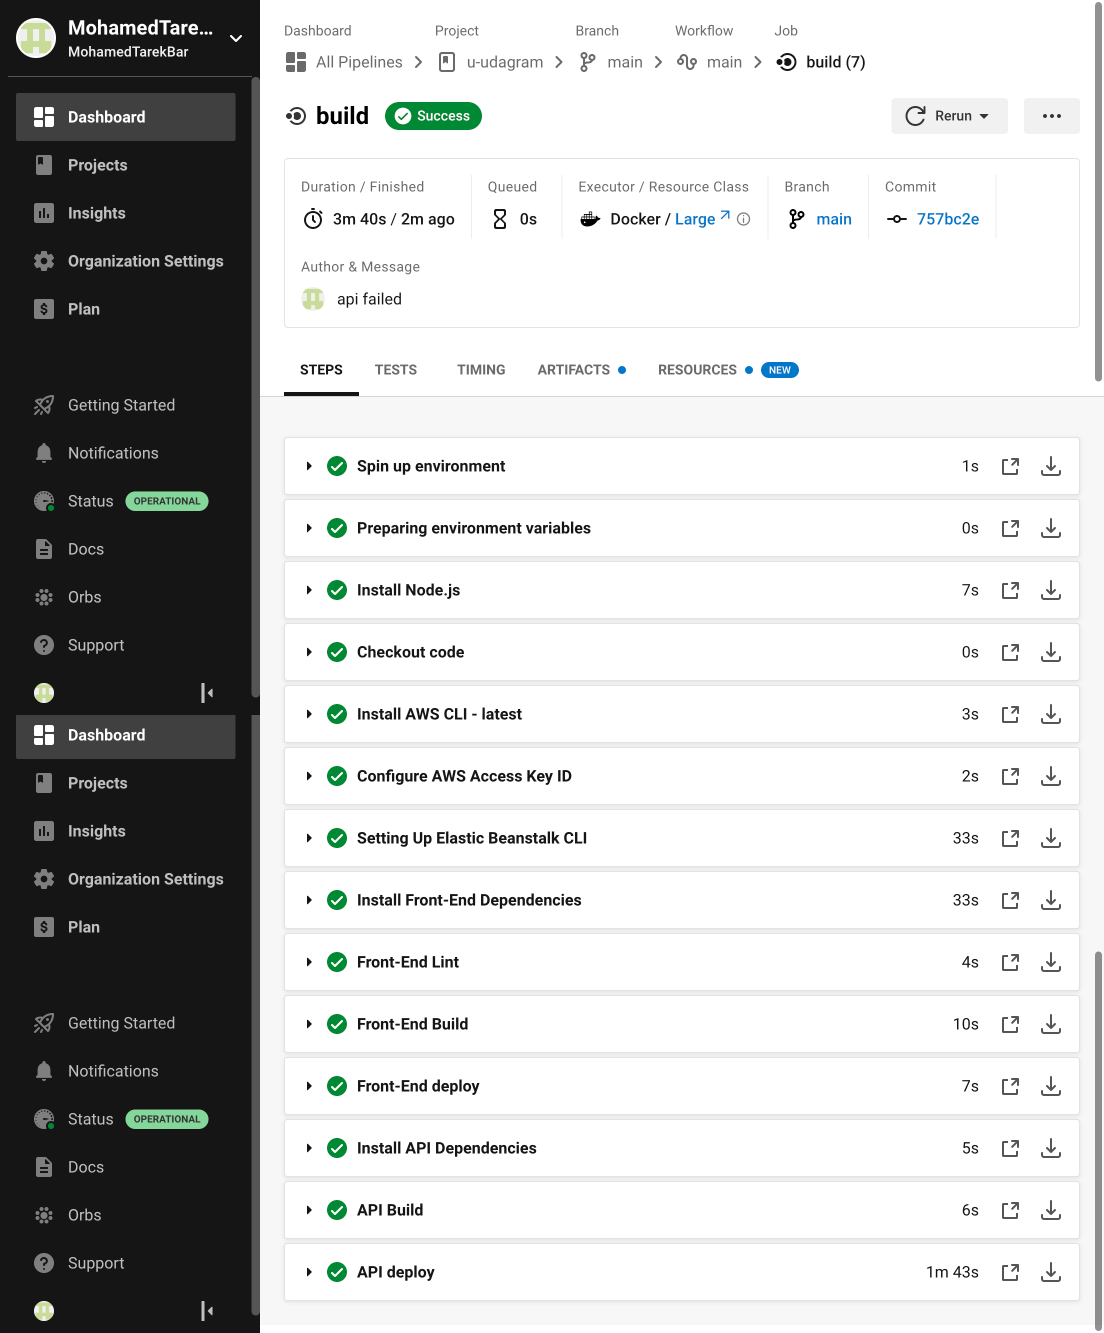 MohamedTare...
MohamedTarekBar
Dashboard
Projects
Insights
Organization Settings
Plan
Getting Started
Notifications
Status OPERATIONAL
Docs
Orbs
Support
Dashboard
Projects
Insights
Organization Settings
Plan
Getting Started
Notifications
Status OPERATIONAL
Docs
Orbs
Support
Dashboard Project Branch Workflow Job
All Pipelines u-udagram main main build (7)
build Success Rerun
Duration / Finished Queued Executor / Resource Class Branch Commit
3m 40s / 2m ago 0s Docker / Large main 757bc2e
Author & Message
api failed
STEPS TESTS TIMING ARTIFACTS RESOURCES NEW
Spin up environment 1s
Preparing environment variables 0s
Install Node.js 7s
Checkout code 0s
Install AWS CLI - latest 3s
Configure AWS Access Key ID 2s
Setting Up Elastic Beanstalk CLI 33s
Install Front-End Dependencies 33s
Front-End Lint 4s
Front-End Build 10s
Front-End deploy 7s
Install API Dependencies 5s
API Build 6s
API deploy 1m 43s